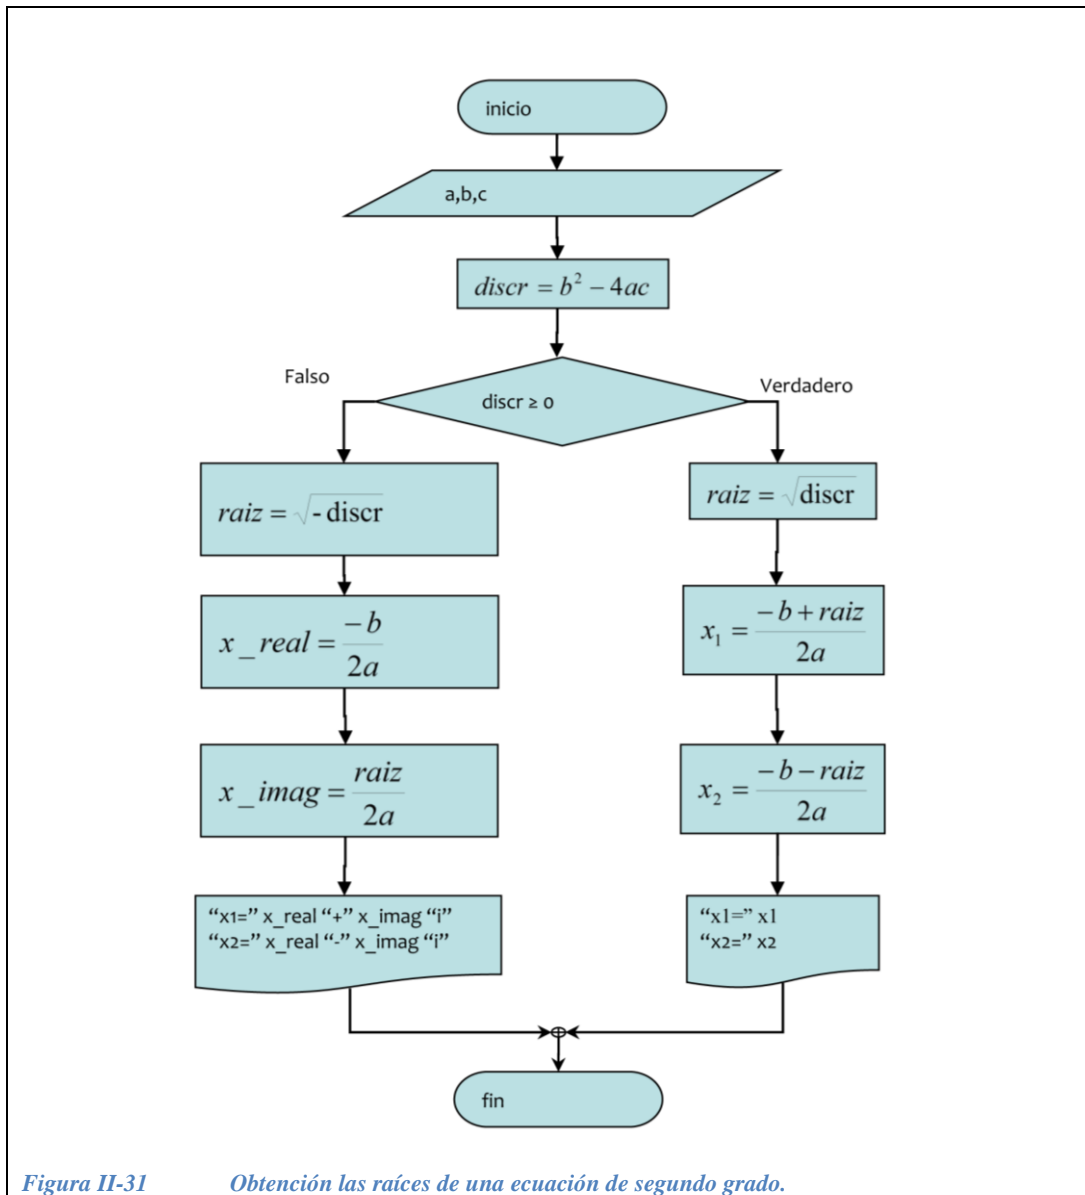 inicio
a,b,c
discr = b² − 4ac
Falso
Verdadero
discr ≥ 0
raiz = √- discr
x _ real = −b / 2a
x _ imag = raiz / 2a
“x1=” x_real “+” x_imag “i”
“x2=” x_real “-” x_imag “i”
raiz = √discr
x₁ = −b + raiz / 2a
x₂ = −b − raiz / 2a
“x1=” x1
“x2=” x2
fin
Figura II-31 Obtención las raíces de una ecuación de segundo grado.